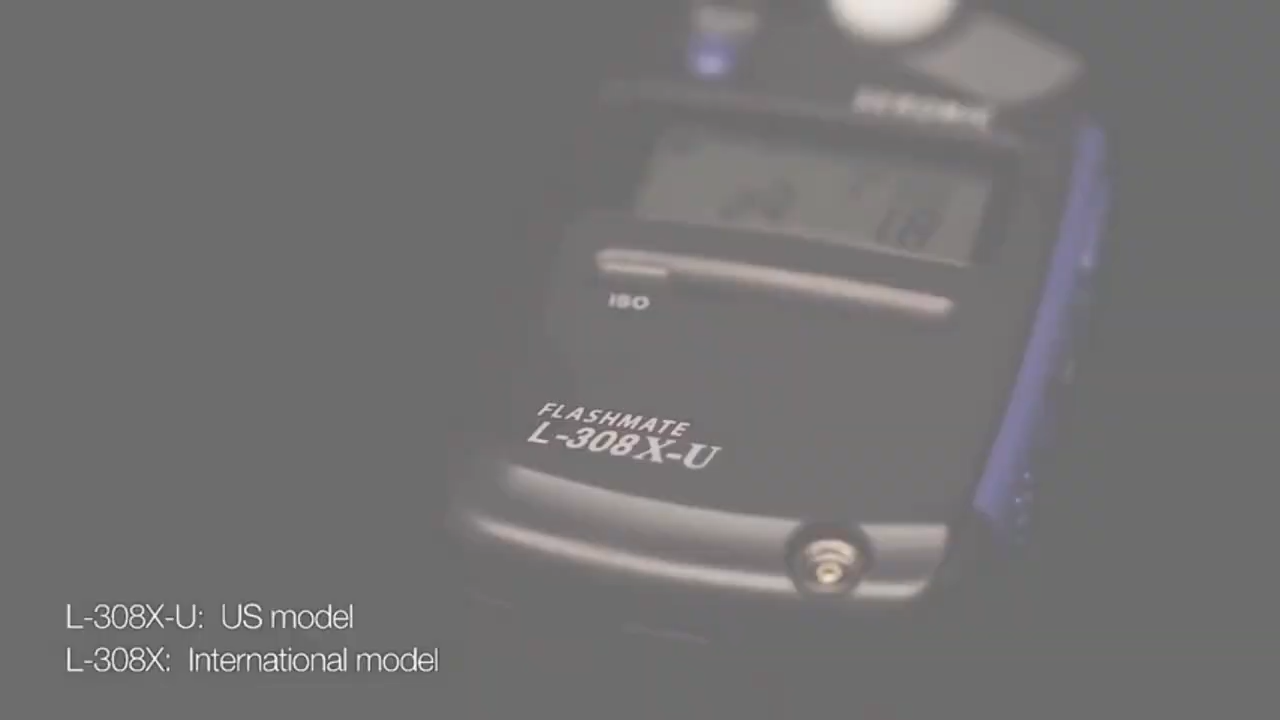 ISO
FLASHMATE
L-308X-U
L-308X-U: US model
L-308X: International model